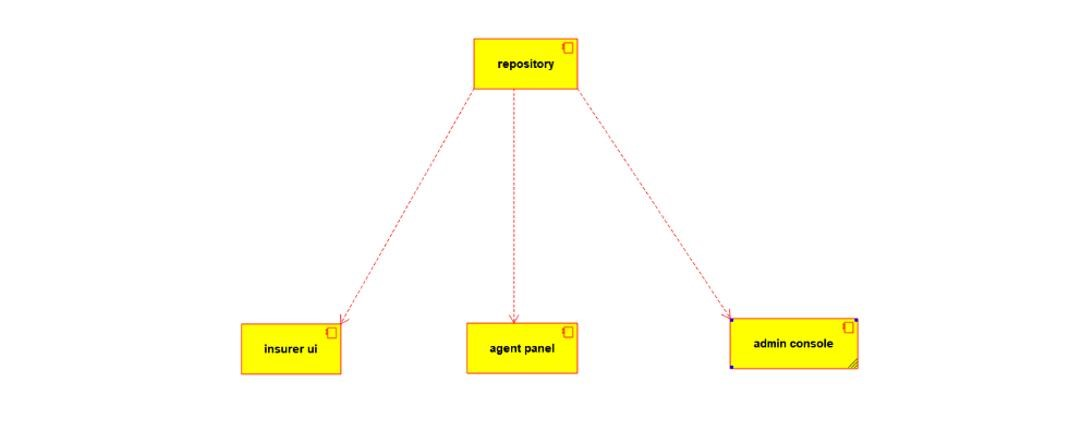 repository
insurer ui
agent panel
admin console